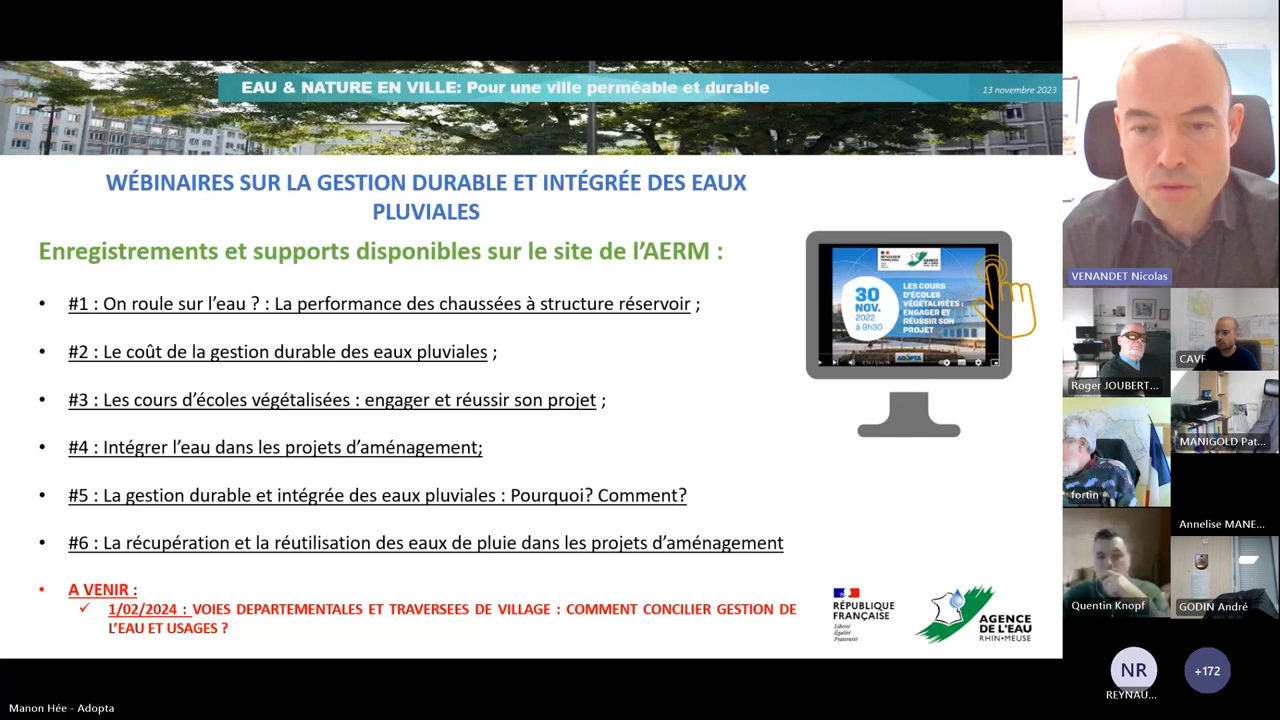 EAU & NATURE EN VILLE: Pour une ville perméable et durable
13 novembre 2023
WÉBINAIRES SUR LA GESTION DURABLE ET INTÉGRÉE DES EAUX
PLUVIALES
Enregistrements et supports disponibles sur le site de l'AERM :
• #1 : On roule sur l'eau ? : La performance des chaussées à structure réservoir ;
• #2 : Le coût de la gestion durable des eaux pluviales ;
• #3 : Les cours d'écoles végétalisées : engager et réussir son projet ;
• #4 : Intégrer l'eau dans les projets d'aménagement;
• #5 : La gestion durable et intégrée des eaux pluviales : Pourquoi? Comment?
• #6 : La récupération et la réutilisation des eaux de pluie dans les projets d'aménagement
• A VENIR :
✓ 1/02/2024 : VOIES DEPARTEMENTALES ET TRAVERSEES DE VILLAGE : COMMENT CONCILIER GESTION DE
L'EAU ET USAGES ?
30
NOV.
2022
à 9h30
LES COURS
D'ÉCOLES
VÉGÉTALISÉES :
ENGAGER ET
RÉUSSIR SON
PROJET
ADOPTA
RÉPUBLIQUE
FRANÇAISE
Liberté
Égalité
Fraternité
AGENCE
DE L'EAU
RHIN•MEUSE
VENANDET Nicolas
Roger JOUBERT...
CAVE
MANIGOLD Pat...
fortin
Annelise MANE...
Quentin Knopf
GODIN André
NR
REYNAU...
+172
Manon Hée - Adopta